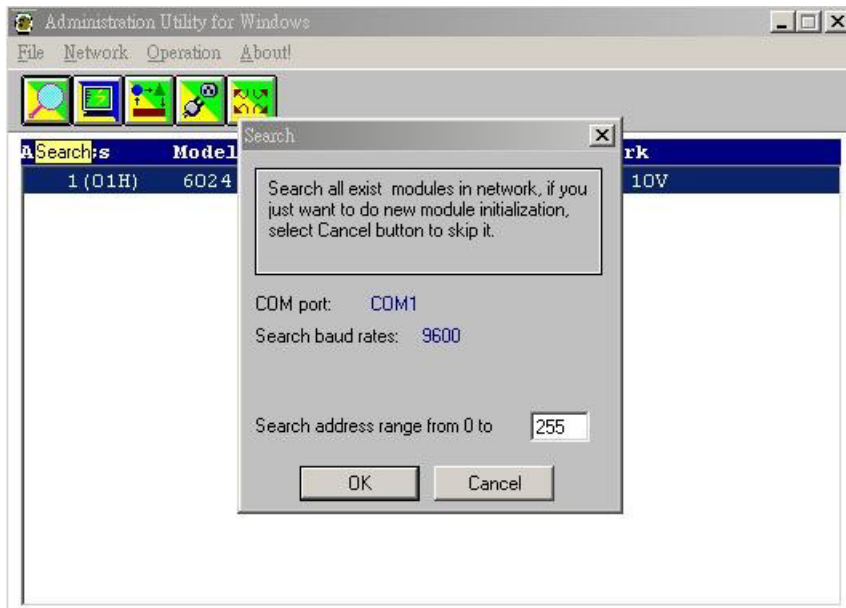 Administration Utility for Windows
File Network Operation About!
Search
ASearch:s Model rk
1(01H) 6024 10V
Search all exist modules in network, if you
just want to do new module initialization,
select Cancel button to skip it.
COM port: COM1
Search baud rates: 9600
Search address range from 0 to 255
OK Cancel